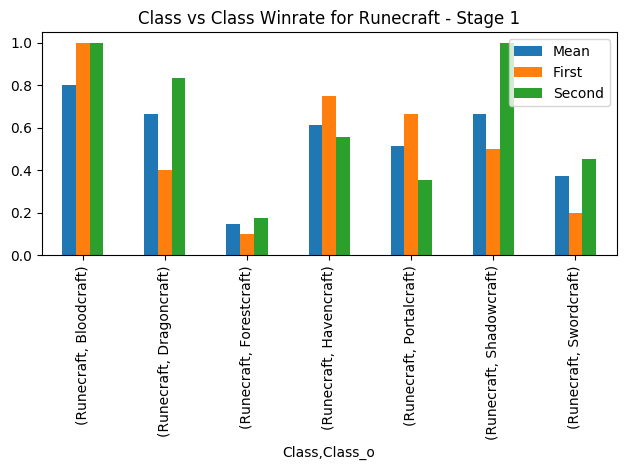 Class vs Class Winrate for Runecraft - Stage 1
Mean
First
Second
1.0
0.8
0.6
0.4
0.2
0.0
(Runecraft, Bloodcraft)
(Runecraft, Dragoncraft)
(Runecraft, Forestcraft)
(Runecraft, Havencraft)
(Runecraft, Portalcraft)
(Runecraft, Shadowcraft)
(Runecraft, Swordcraft)
Class,Class_o